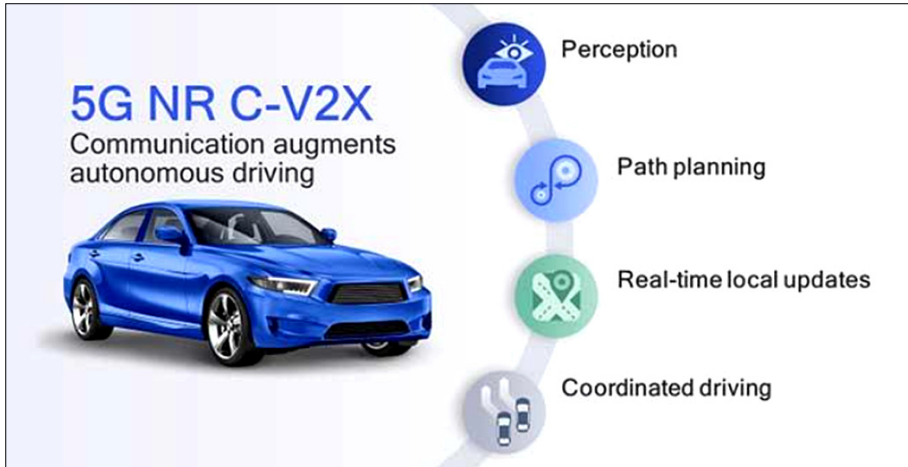 5G NR C-V2X
Communication augments
autonomous driving
Perception
Path planning
Real-time local updates
Coordinated driving